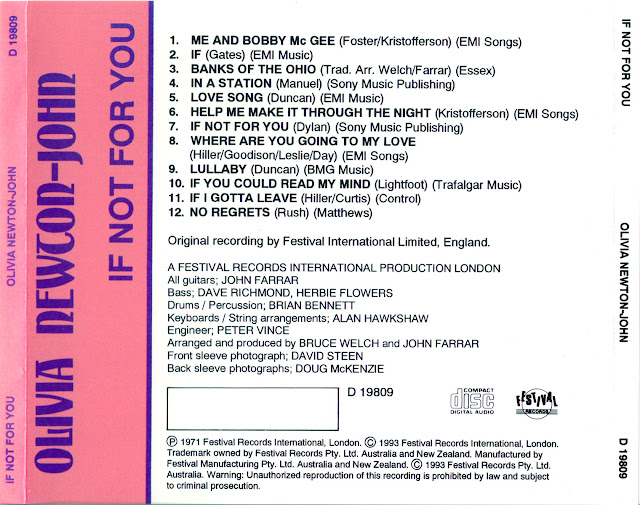 D 19809
OLIVIA NEWTON-JOHN
IF NOT FOR YOU
OLIVIA NEWTON-JOHN
IF NOT FOR YOU
1. ME AND BOBBY Mc GEE (Foster/Kristofferson) (EMI Songs)
2. IF (Gates) (EMI Music)
3. BANKS OF THE OHIO (Trad. Arr. Welch/Farrar) (Essex)
4. IN A STATION (Manuel) (Sony Music Publishing)
5. LOVE SONG (Duncan) (EMI Music)
6. HELP ME MAKE IT THROUGH THE NIGHT (Kristofferson) (EMI Songs)
7. IF NOT FOR YOU (Dylan) (Sony Music Publishing)
8. WHERE ARE YOU GOING TO MY LOVE
(Hiller/Goodison/Leslie/Day) (EMI Songs)
9. LULLABY (Duncan) (BMG Music)
10. IF YOU COULD READ MY MIND (Lightfoot) (Trafalgar Music)
11. IF I GOTTA LEAVE (Hiller/Curtis) (Control)
12. NO REGRETS (Rush) (Matthews)
Original recording by Festival International Limited, England.
A FESTIVAL RECORDS INTERNATIONAL PRODUCTION LONDON
All guitars; JOHN FARRAR
Bass; DAVE RICHMOND, HERBIE FLOWERS
Drums / Percussion; BRIAN BENNETT
Keyboards / String arrangements; ALAN HAWKSHAW
Engineer; PETER VINCE
Arranged and produced by BRUCE WELCH and JOHN FARRAR
Front sleeve photograph; DAVID STEEN
Back sleeve photographs; DOUG McKENZIE
D 19809
COMPACT
disc
DIGITAL AUDIO
FESTIVAL
RECORDS
Ⓟ 1971 Festival Records International, London. © 1993 Festival Records International, London.
Trademark owned by Festival Records Pty. Ltd. Australia and New Zealand. Manufactured by
Festival Manufacturing Pty. Ltd. Australia and New Zealand. © 1993 Festival Records Pty. Ltd.
Australia. Warning: Unauthorized reproduction of this recording is prohibited by law and subject
to criminal prosecution.
IF NOT FOR YOU
OLIVIA NEWTON-JOHN
D 19809